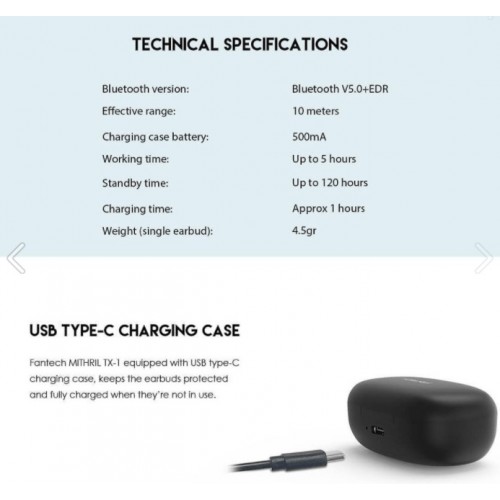 TECHNICAL SPECIFICATIONS
Bluetooth version: Bluetooth V5.0+EDR
Effective range: 10 meters
Charging case battery: 500mA
Working time: Up to 5 hours
Standby time: Up to 120 hours
Charging time: Approx 1 hours
Weight (single earbud): 4.5gr
USB TYPE-C CHARGING CASE
Fantech MITHRIL TX-1 equipped with USB type-C
charging case, keeps the earbuds protected
and fully charged when they're not in use.